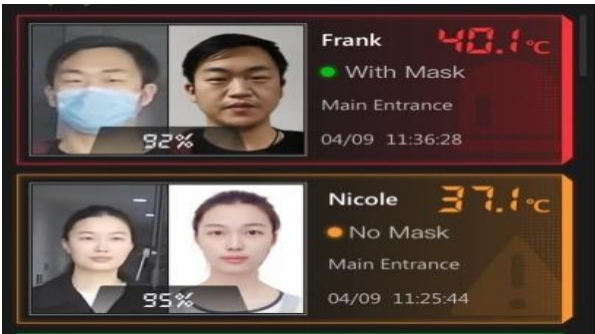 Frank 40.1℃
With Mask
Main Entrance
92% 04/09 11:36:28
Nicole 37.1℃
No Mask
Main Entrance
95% 04/09 11:25:44